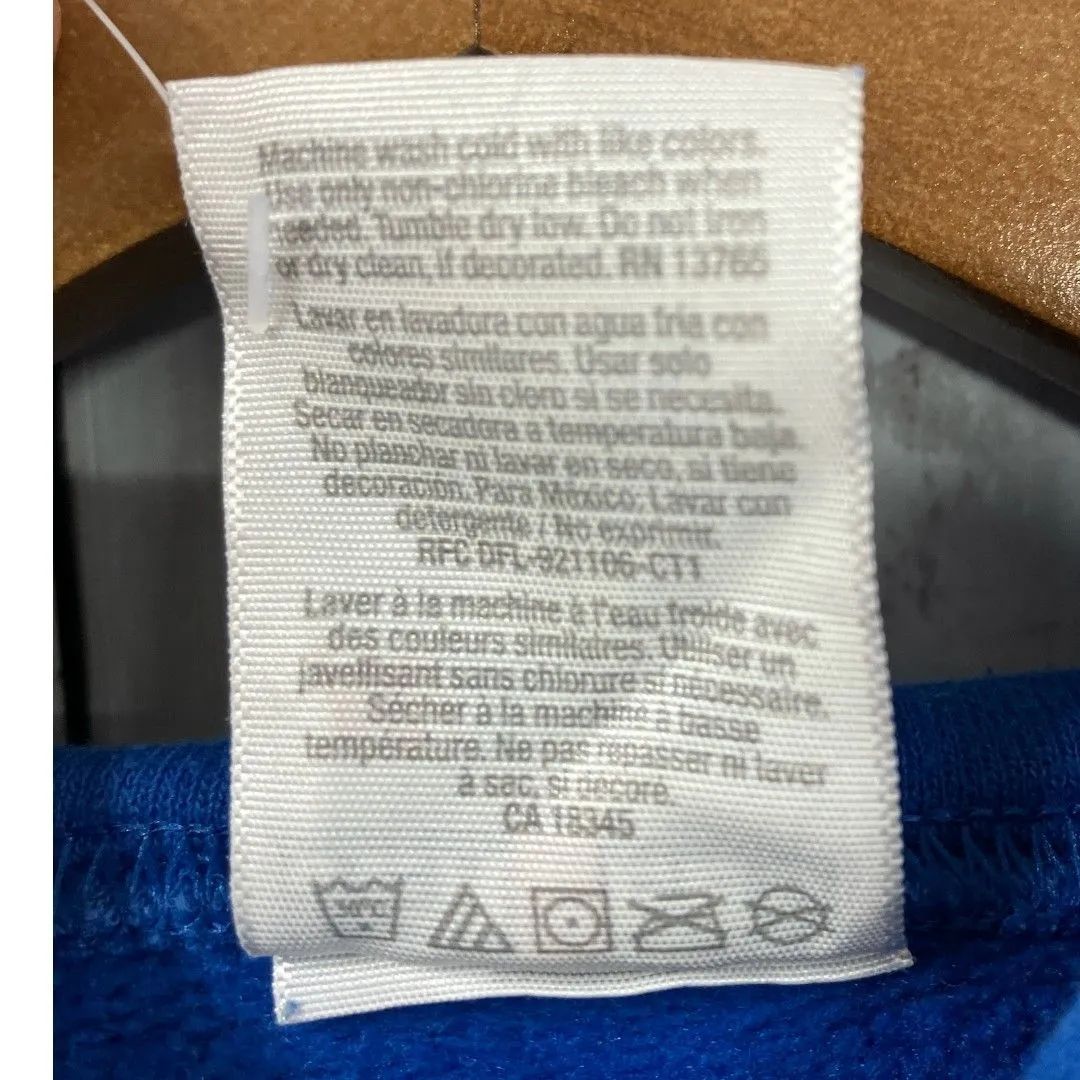 Machine wash cold with like colors.
Use only non-chlorine bleach when
needed. Tumble dry low. Do not iron
or dry clean, if decorated. RN 13765
Lavar en lavadora con agua fria con
colores similares. Usar solo
blanqueador sin cloro si se necesita.
Secar en secadora a temperatura baja.
No planchar ni lavar en seco, si tiene
decoración. Para México: Lavar con
detergente / No exprimir.
RFC DFL-921106-CT1
Laver à la machine à l'eau froide avec
des couleurs similaires. Utiliser un
javellisant sans chlorure si nécessaire.
Sécher à la machine à basse
température. Ne pas repasser ni laver
à sec, si décoré.
CA 18345